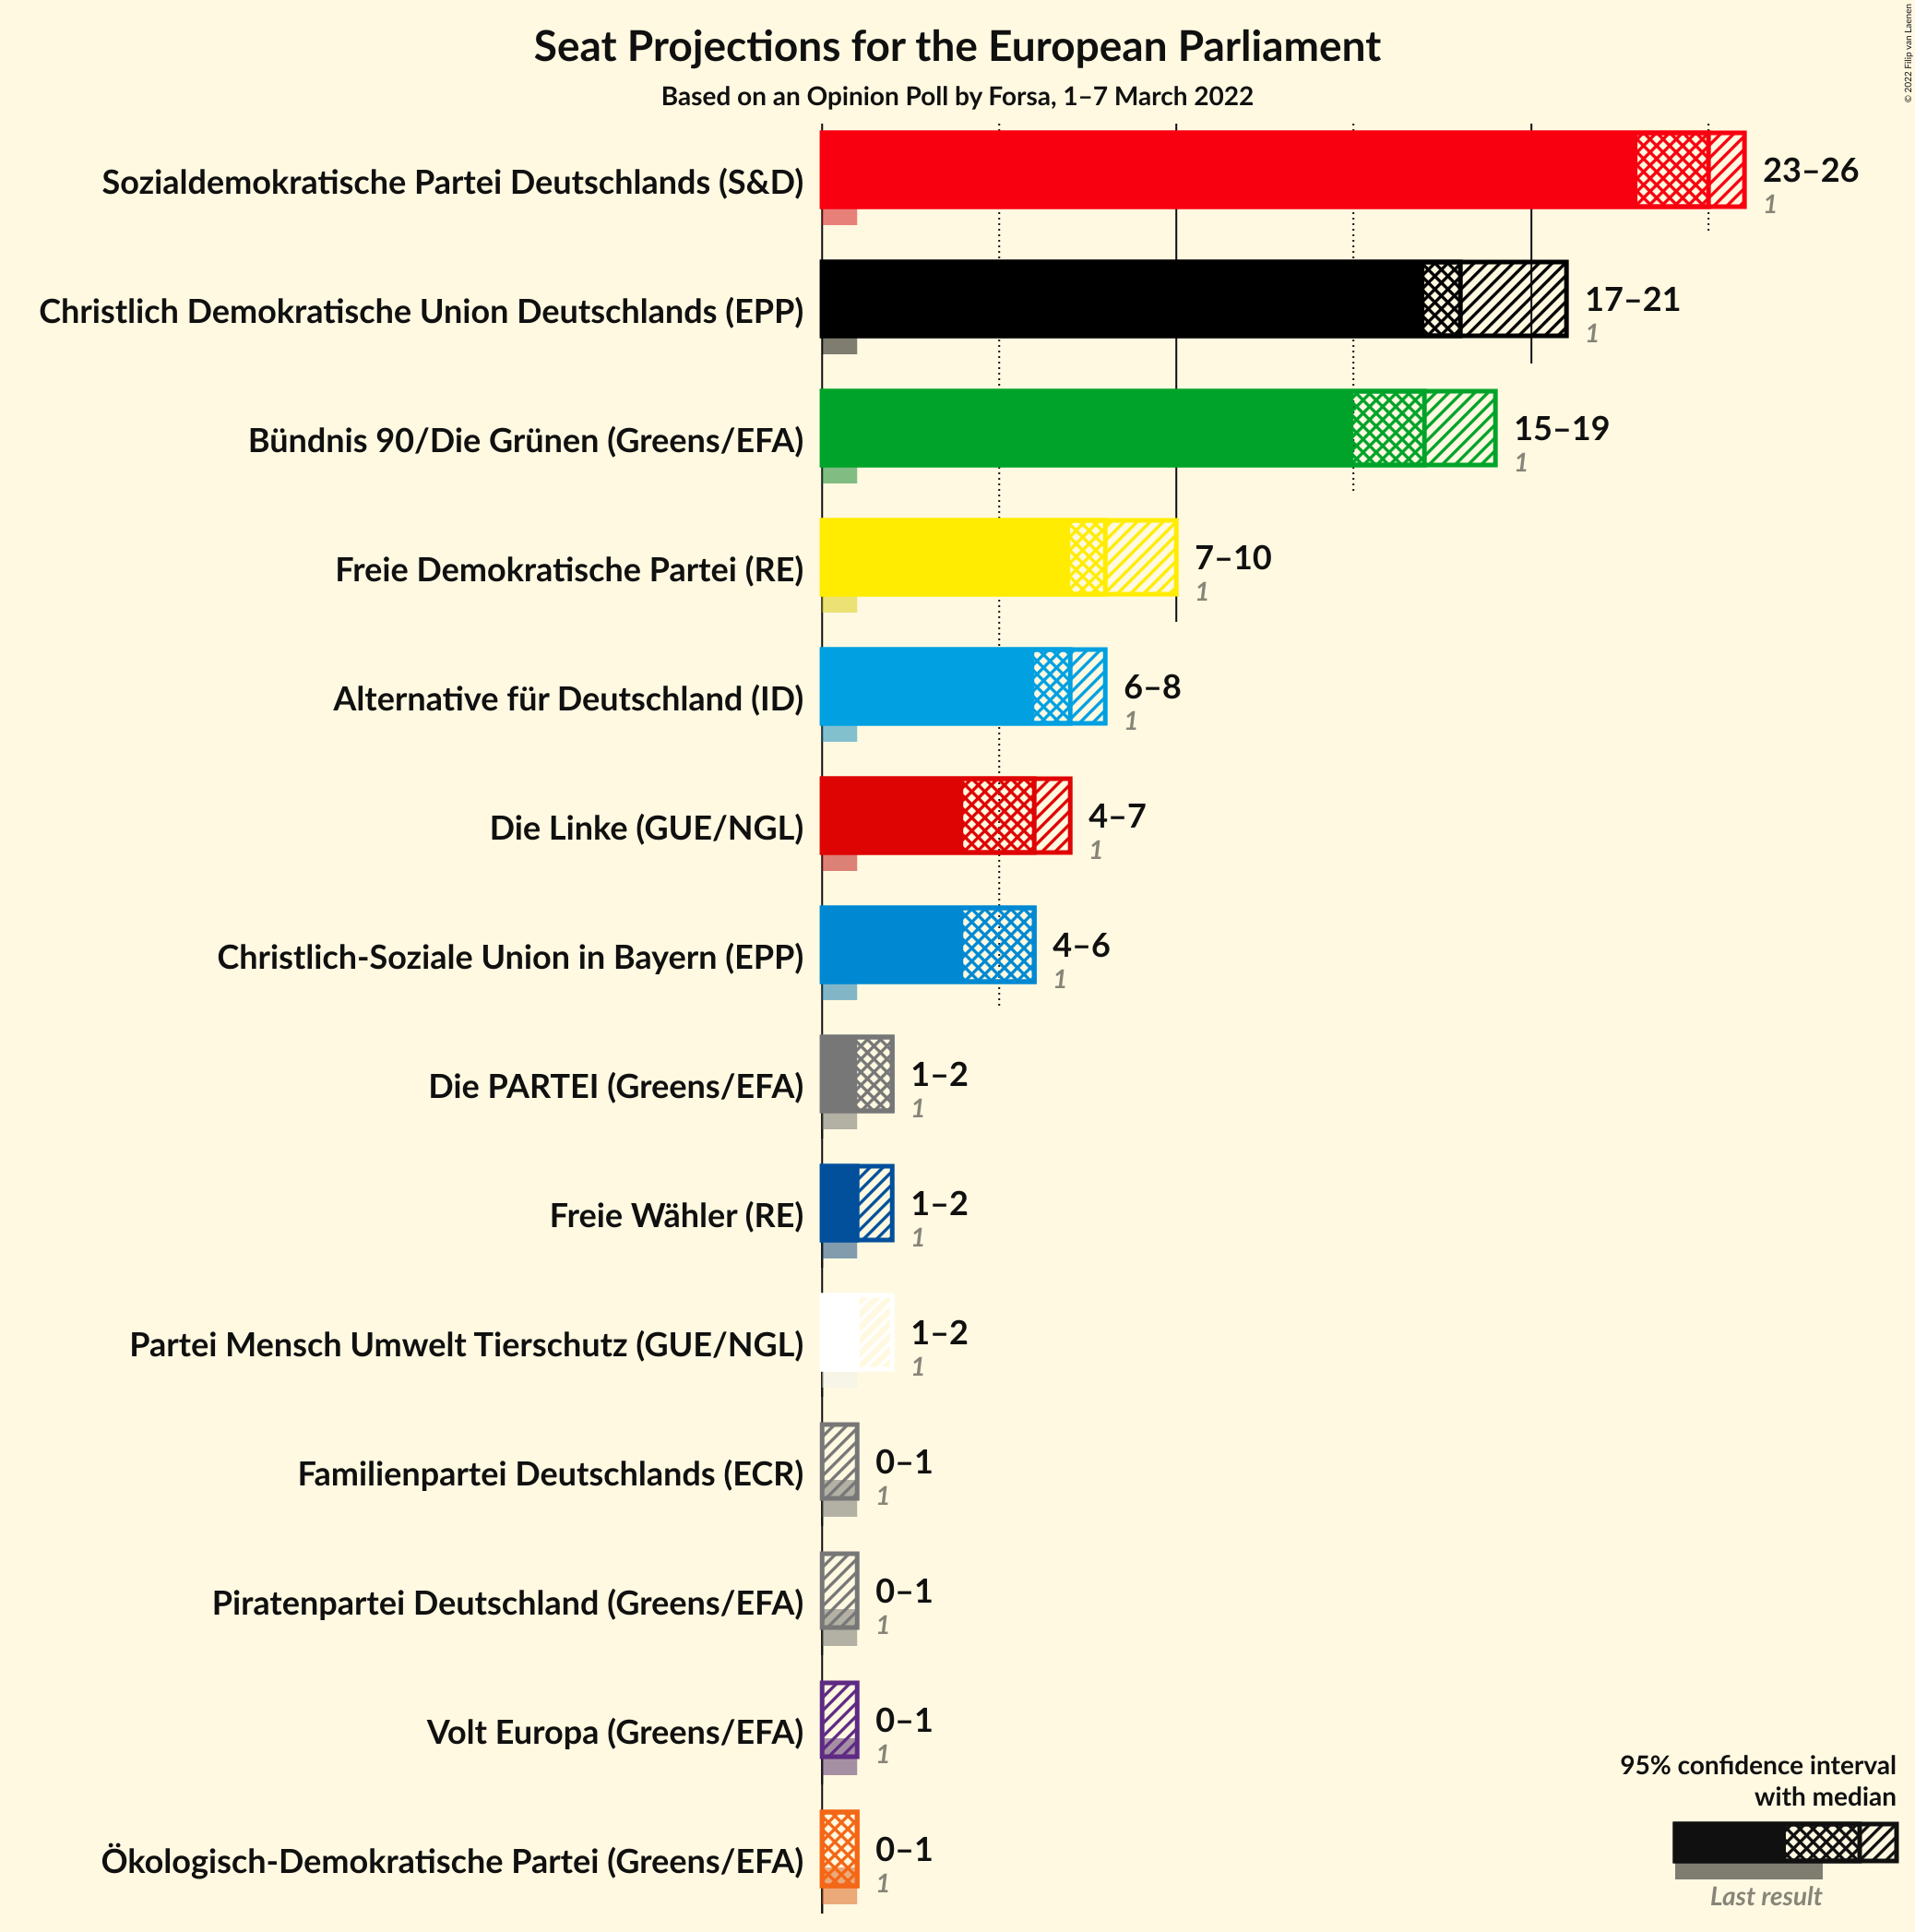 Seat Projections for the European Parliament
Based on an Opinion Poll by Forsa, 1–7 March 2022
© 2022 Filip van Laenen
Sozialdemokratische Partei Deutschlands (S&D)
23–26
1
Christlich Demokratische Union Deutschlands (EPP)
17–21
1
Bündnis 90/Die Grünen (Greens/EFA)
15–19
1
Freie Demokratische Partei (RE)
7–10
1
Alternative für Deutschland (ID)
6–8
1
Die Linke (GUE/NGL)
4–7
1
Christlich-Soziale Union in Bayern (EPP)
4–6
1
Die PARTEI (Greens/EFA)
1–2
1
Freie Wähler (RE)
1–2
1
Partei Mensch Umwelt Tierschutz (GUE/NGL)
1–2
1
Familienpartei Deutschlands (ECR)
0–1
1
Piratenpartei Deutschland (Greens/EFA)
0–1
1
Volt Europa (Greens/EFA)
0–1
1
Ökologisch-Demokratische Partei (Greens/EFA)
0–1
1
95% confidence interval
with median
Last result